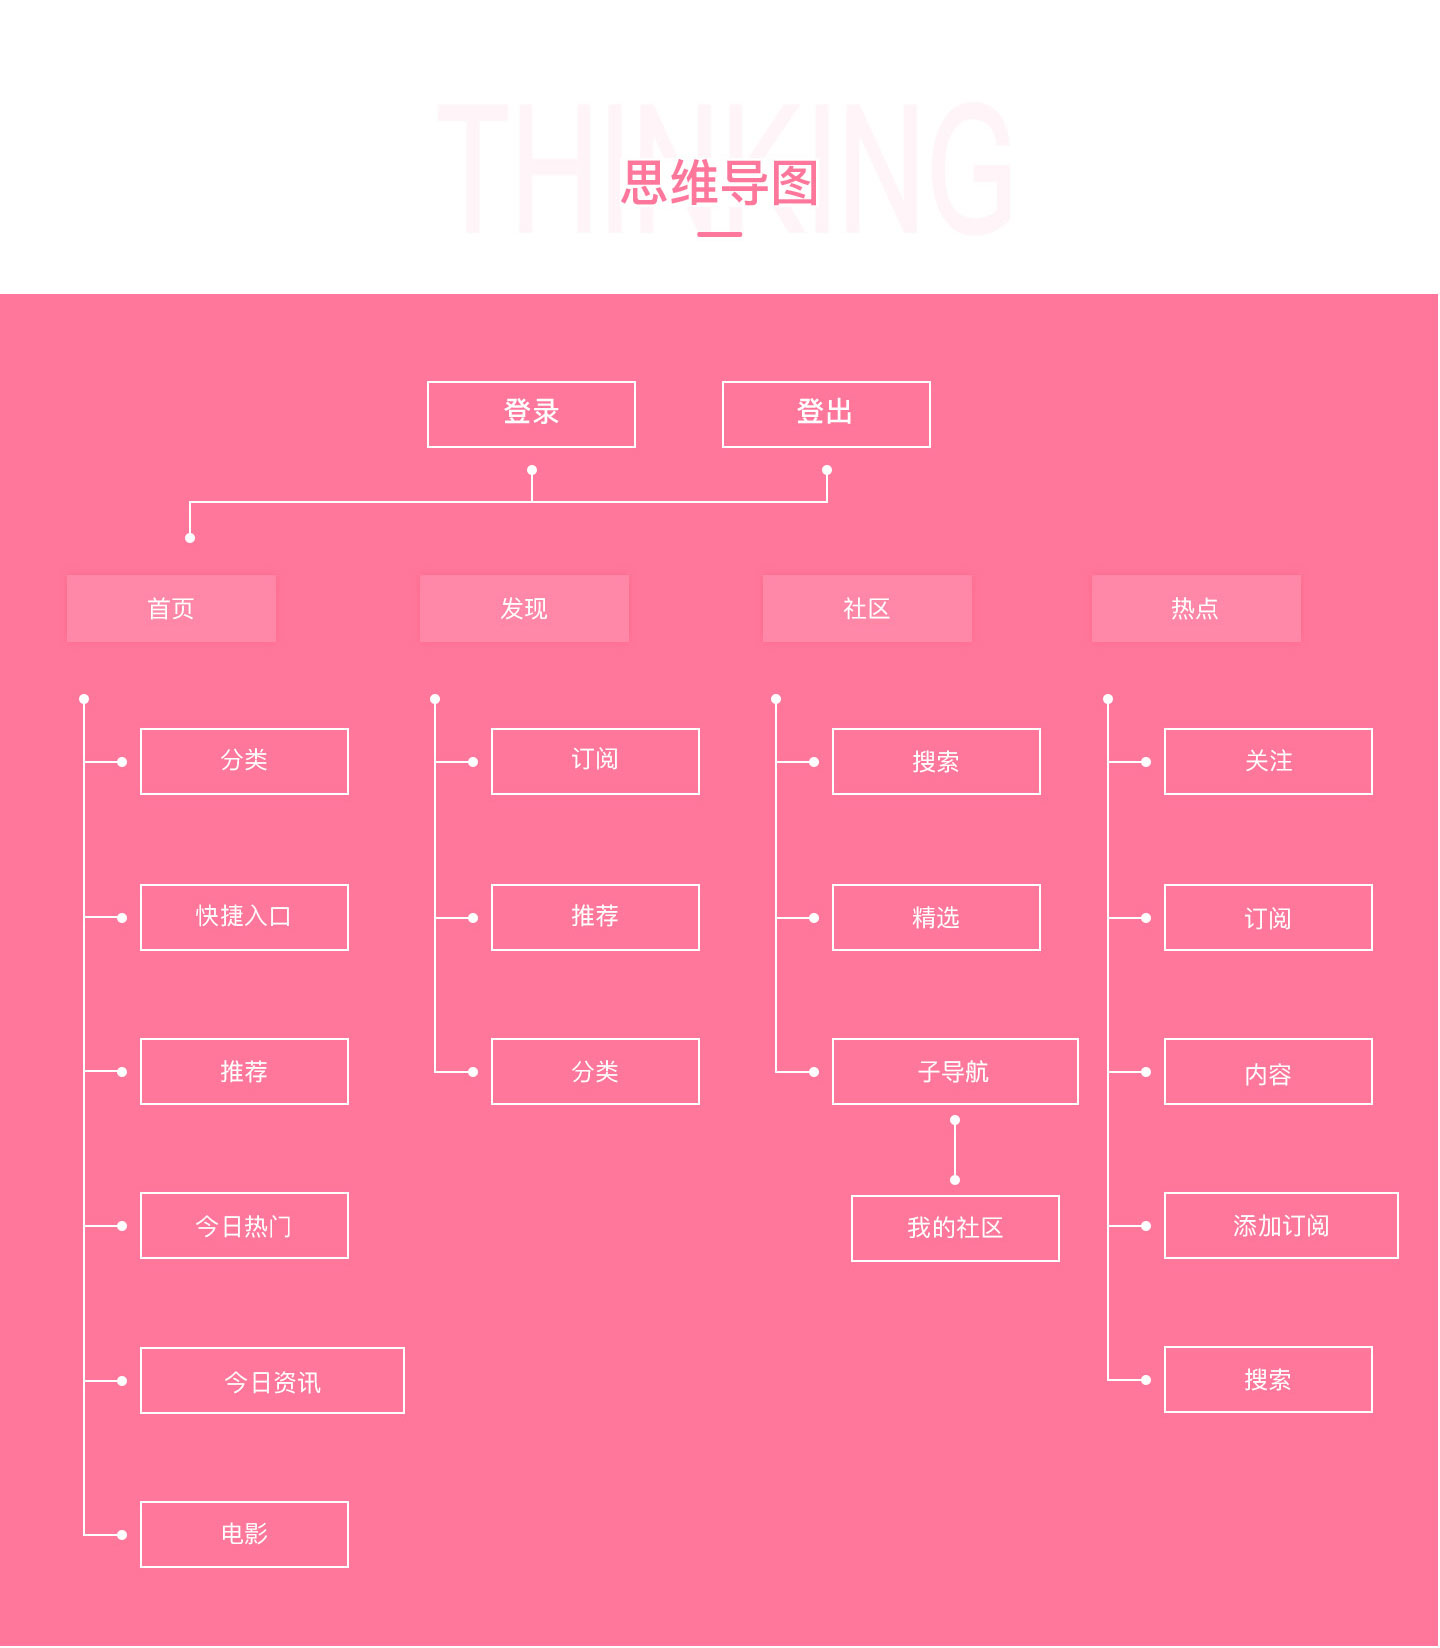 THINKING
思维导图
登录
登出
首页
发现
社区
热点
分类
订阅
搜索
关注
快捷入口
推荐
精选
订阅
推荐
分类
子导航
内容
今日热门
我的社区
添加订阅
今日资讯
搜索
电影